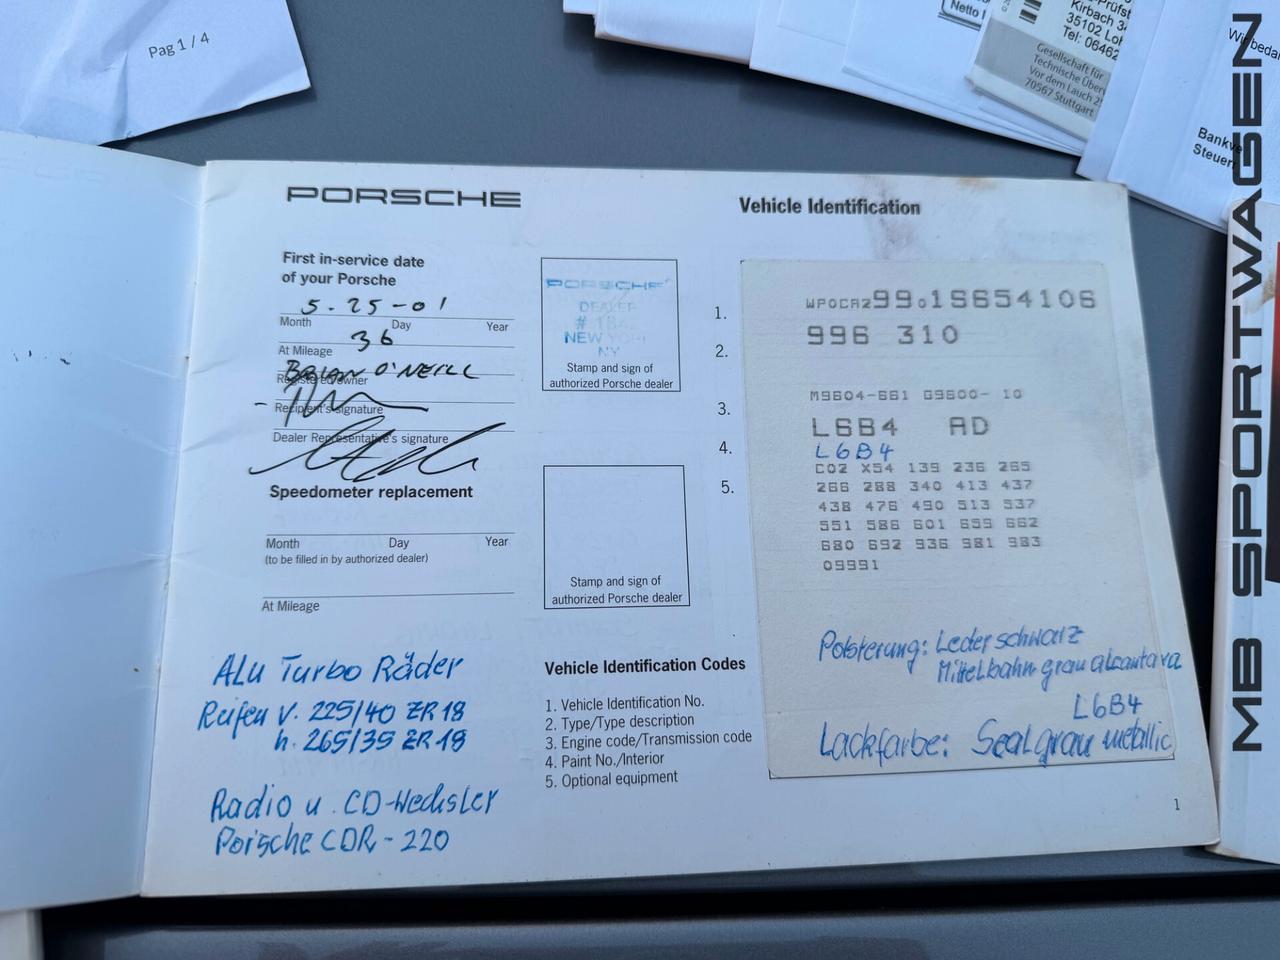 Pag 1 / 4
Netto
Prüfst
Kirbach 3
35102 Loh
Tel: 06462
Gesellschaft für
Technische Über
Vor dem Lauch 2
70567 Stuttgart
Bankve
Steuer
MB SPORTWAGEN
PORSCHE
First in-service date
of your Porsche
5-25-01
Month Day Year
36
At Mileage
BRIAN O'NEILL
Registered owner
Recipient's signature
Dealer Representative's signature
PORSCHE
DEALER
NEW YORK
NY
Stamp and sign of
authorized Porsche dealer
Speedometer replacement
Month Day Year
(to be filled in by authorized dealer)
At Mileage
Stamp and sign of
authorized Porsche dealer
Alu Turbo Räder
Reifen V. 225/40 ZR 18
h. 265/35 ZR 18
Radio u. CD-Wechsler
Porsche CDR-220
Vehicle Identification Codes
1. Vehicle Identification No.
2. Type/Type description
3. Engine code/Transmission code
4. Paint No./Interior
5. Optional equipment
Vehicle Identification
1. WP0CA29901S654106
2. 996 310
3. M9604-661 G9600- 10
4. L6B4 AD
L6B4
5. C02 X54 139 236 265
266 288 340 413 437
438 476 490 513 537
551 586 601 659 662
680 692 936 981 983
09991
Polsterung: Leder schwarz
Mittelbahn grau alcantara
L6B4
Lackfarbe: Sealgrau metallic
1